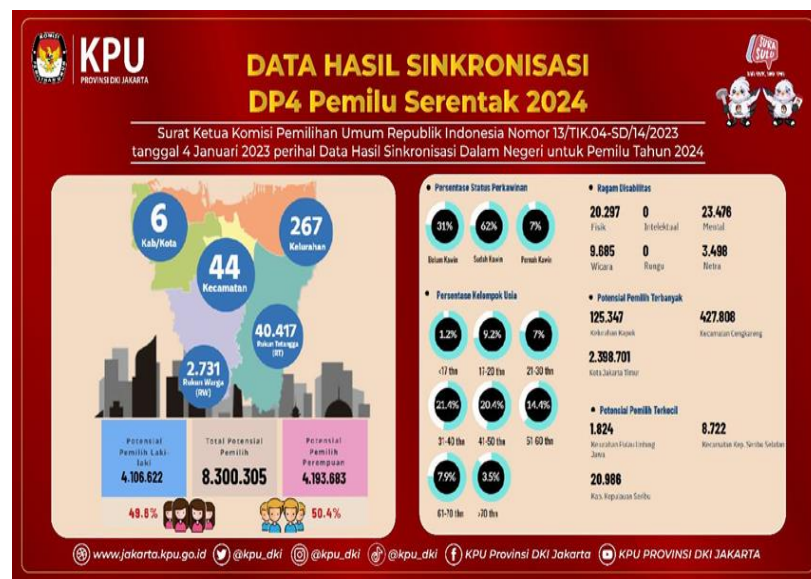 KPU
PROVINSI DKI JAKARTA
DATA HASIL SINKRONISASI
DP4 Pemilu Serentak 2024
Surat Ketua Komisi Pemilihan Umum Republik Indonesia Nomor 13/TIK.04-SD/14/2023
tanggal 4 Januari 2023 perihal Data Hasil Sinkronisasi Dalam Negeri untuk Pemilu Tahun 2024
6
Kab/Kota
267
Kelurahan
44
Kecamatan
40.417
Rukun Tetangga
(RT)
2.731
Rukun Warga
(RW)
Potensial
Pemilih Laki-
laki
4.106.622
Total Potensial
Pemilih
8.300.305
Potensial
Pemilih
Perempuan
4.193.683
49.6%
50.4%
Persentase Status Perkawinan
31%
62%
7%
Belum Kawin
Sudah Kawin
Pernah Kawin
Persentase Kelompok Usia
1.2%
9.2%
7%
<17 thn
17-20 thn
21-30 thn
21.4%
20.4%
14.4%
31-40 thn
41-50 thn
51-60 thn
7.9%
3.5%
61-70 thn
>70 thn
Ragam Disabilitas
20.297
0
23.476
Fisik
Intelektual
Mental
9.685
0
3.498
Wicara
Rungu
Netra
Potensial Pemilih Terbanyak
125.347
427.808
Kelurahan Kapuk
Kecamatan Cengkareng
2.398.701
Kota Jakarta Timur
Potensial Pemilih Terkecil
1.824
8.722
Kelurahan Pulau Untung
Jawa
Kecamatan Kep. Seribu Selatan
20.986
Kab. Kepulauan Seribu
www.jakarta.kpu.go.id
@kpu_dki
@kpu_dki
@kpu_dki
KPU Provinsi DKI Jakarta
KPU PROVINSI DKI JAKARTA